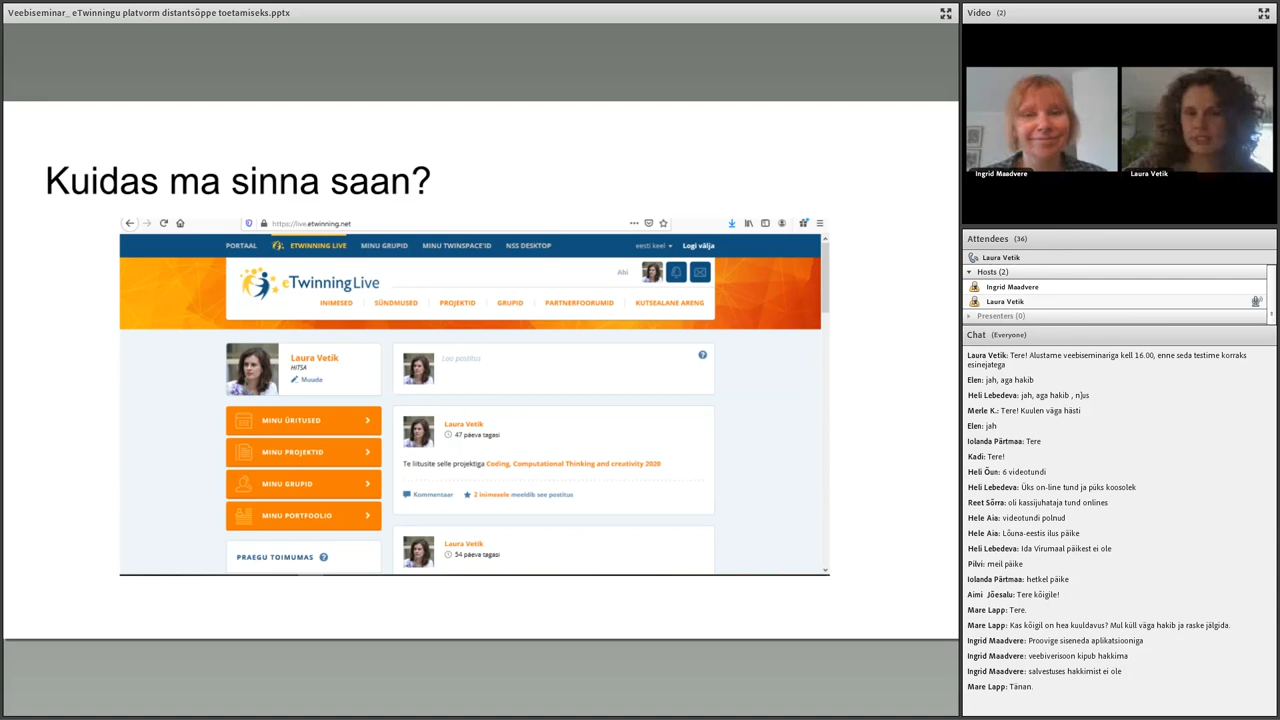 Veebiseminar_ eTwinningu platvorm distantsõppe toetamiseks.pptx
Kuidas ma sinna saan?
https://live.etwinning.net
PORTAAL ETWINNING LIVE MINU GRUPID MINU TWINSPACE'ID NSS DESKTOP eesti keel Logi välja
Abi
eTwinningLive
INIMESED SÜNDMUSED PROJEKTID GRUPID PARTNERFOORUMID KUTSEALANE ARENG
Laura Vetik
HITSA
Muuda
MINU ÜRITUSED
MINU PROJEKTID
MINU GRUPID
MINU PORTFOOLIO
PRAEGU TOIMUMAS
Loo postitus
Laura Vetik
47 päeva tagasi
Te liitusite selle projektiga Coding, Computational Thinking and creativity 2020
Kommentaar 2 inimesele meeldib see postitus
Laura Vetik
54 päeva tagasi
Video (2)
Ingrid Maadvere
Laura Vetik
Attendees (36)
Laura Vetik
Hosts (2)
Ingrid Maadvere
Laura Vetik
Presenters (0)
Chat (Everyone)
Laura Vetik: Tere! Alustame veebiseminariga kell 16.00, enne seda testime korraks
esinejatega
Elen: jah, aga hakib
Heli Lebedeva: jah, aga hakib , n)us
Merle K.: Tere! Kuulen väga hästi
Elen: jah
Iolanda Pärtmaa: Tere
Kadi: Tere!
Heli Õun: 6 videotundi
Heli Lebedeva: Üks on-line tund ja püks koosolek
Reet Sõrra: oli kassijuhataja tund onlines
Hele Aia: videotundi polnud
Hele Aia: Lõuna-eestis ilus päike
Heli Lebedeva: Ida Virumaal päikest ei ole
Pilvi: meil päike
Iolanda Pärtmaa: hetkel päike
Aimi Jõesalu: Tere kõigile!
Mare Lapp: Tere.
Mare Lapp: Kas kõigil on hea kuuldavus? Mul küll väga hakib ja raske jälgida.
Ingrid Maadvere: Proovige siseneda aplikatsiooniga
Ingrid Maadvere: veebiverisoon kipub hakkima
Ingrid Maadvere: salvestuses hakkimist ei ole
Mare Lapp: Tänan.